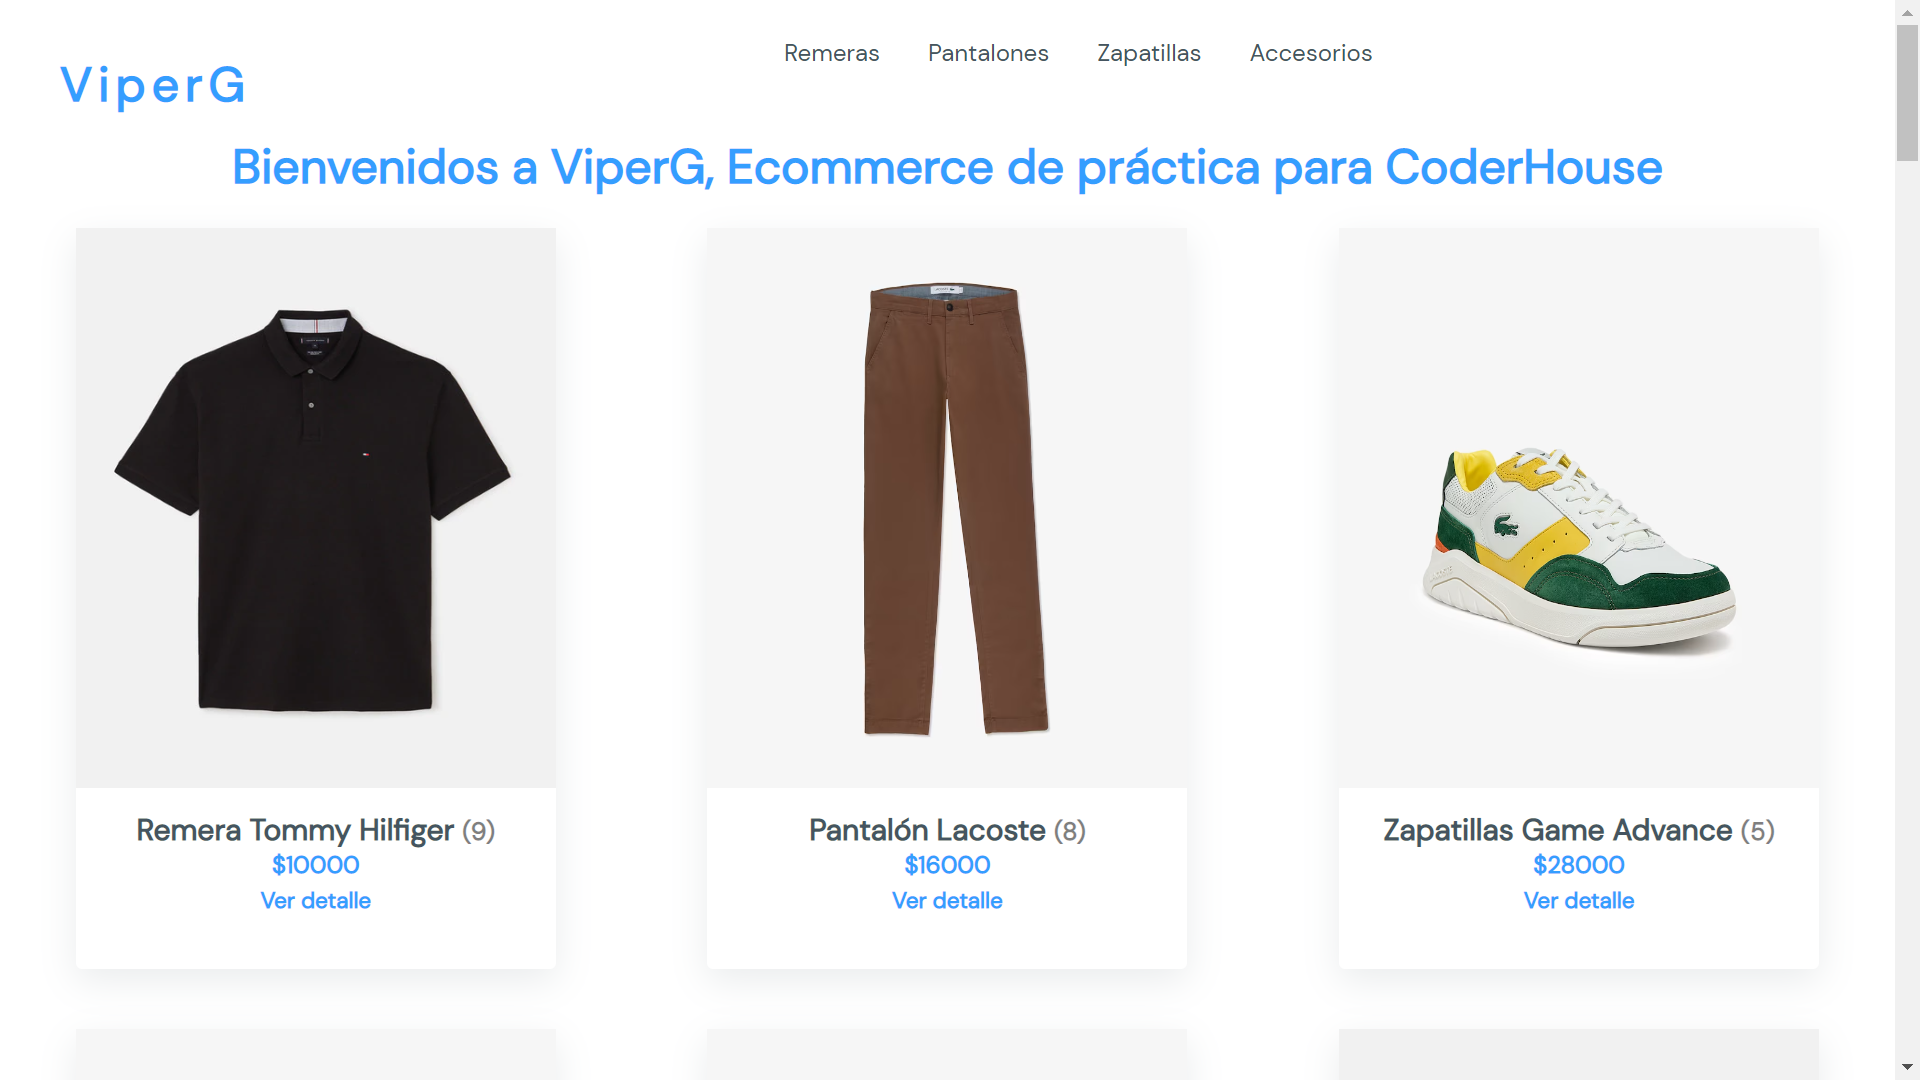 Remeras Pantalones Zapatillas Accesorios
ViperG
Bienvenidos a ViperG, Ecommerce de práctica para CoderHouse
Remera Tommy Hilfiger (9)
$10000
Ver detalle
Pantalón Lacoste (8)
$16000
Ver detalle
Zapatillas Game Advance (5)
$28000
Ver detalle